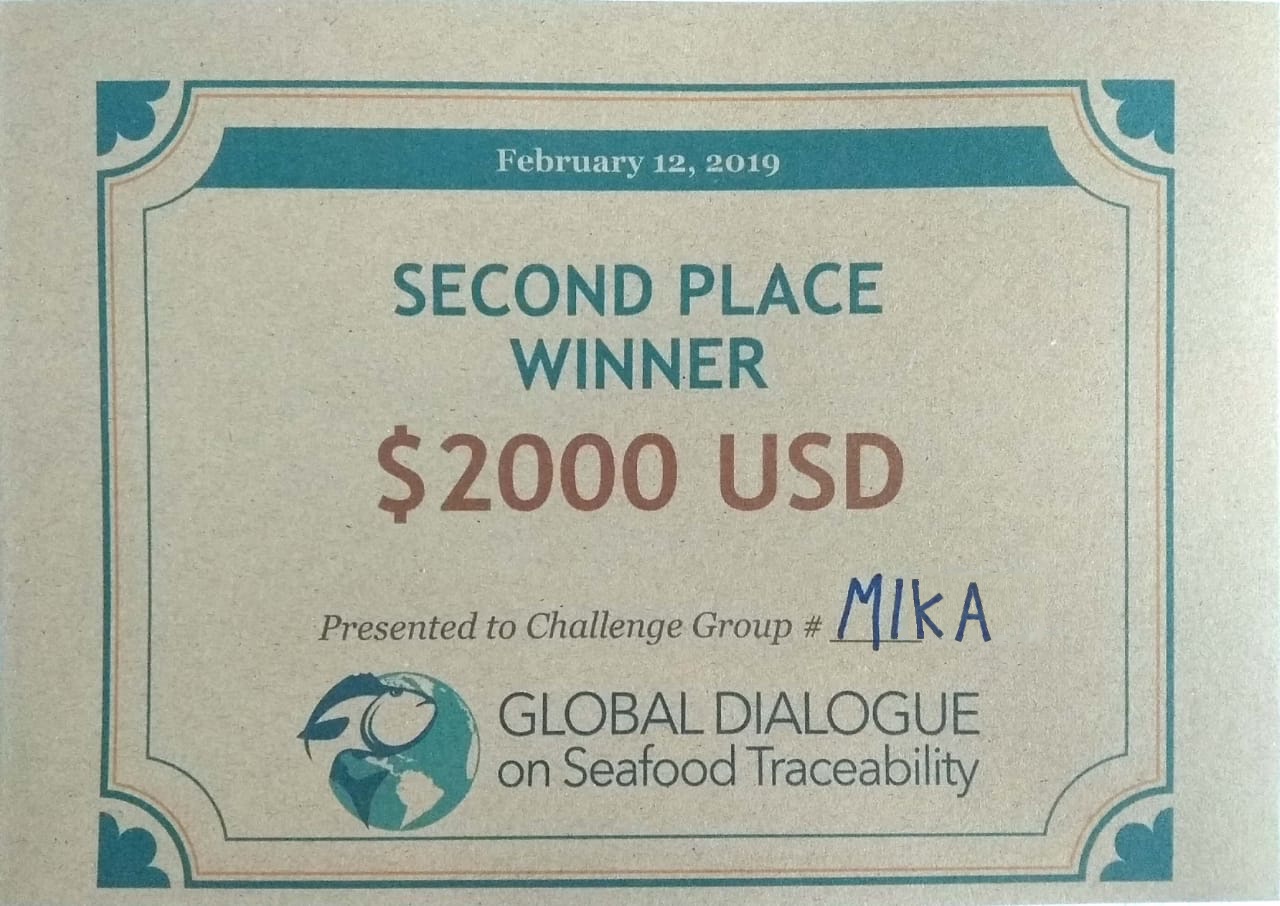 February 12, 2019
SECOND PLACE
WINNER
$2000 USD
Presented to Challenge Group # MIKA
GLOBAL DIALOGUE
on Seafood Traceability